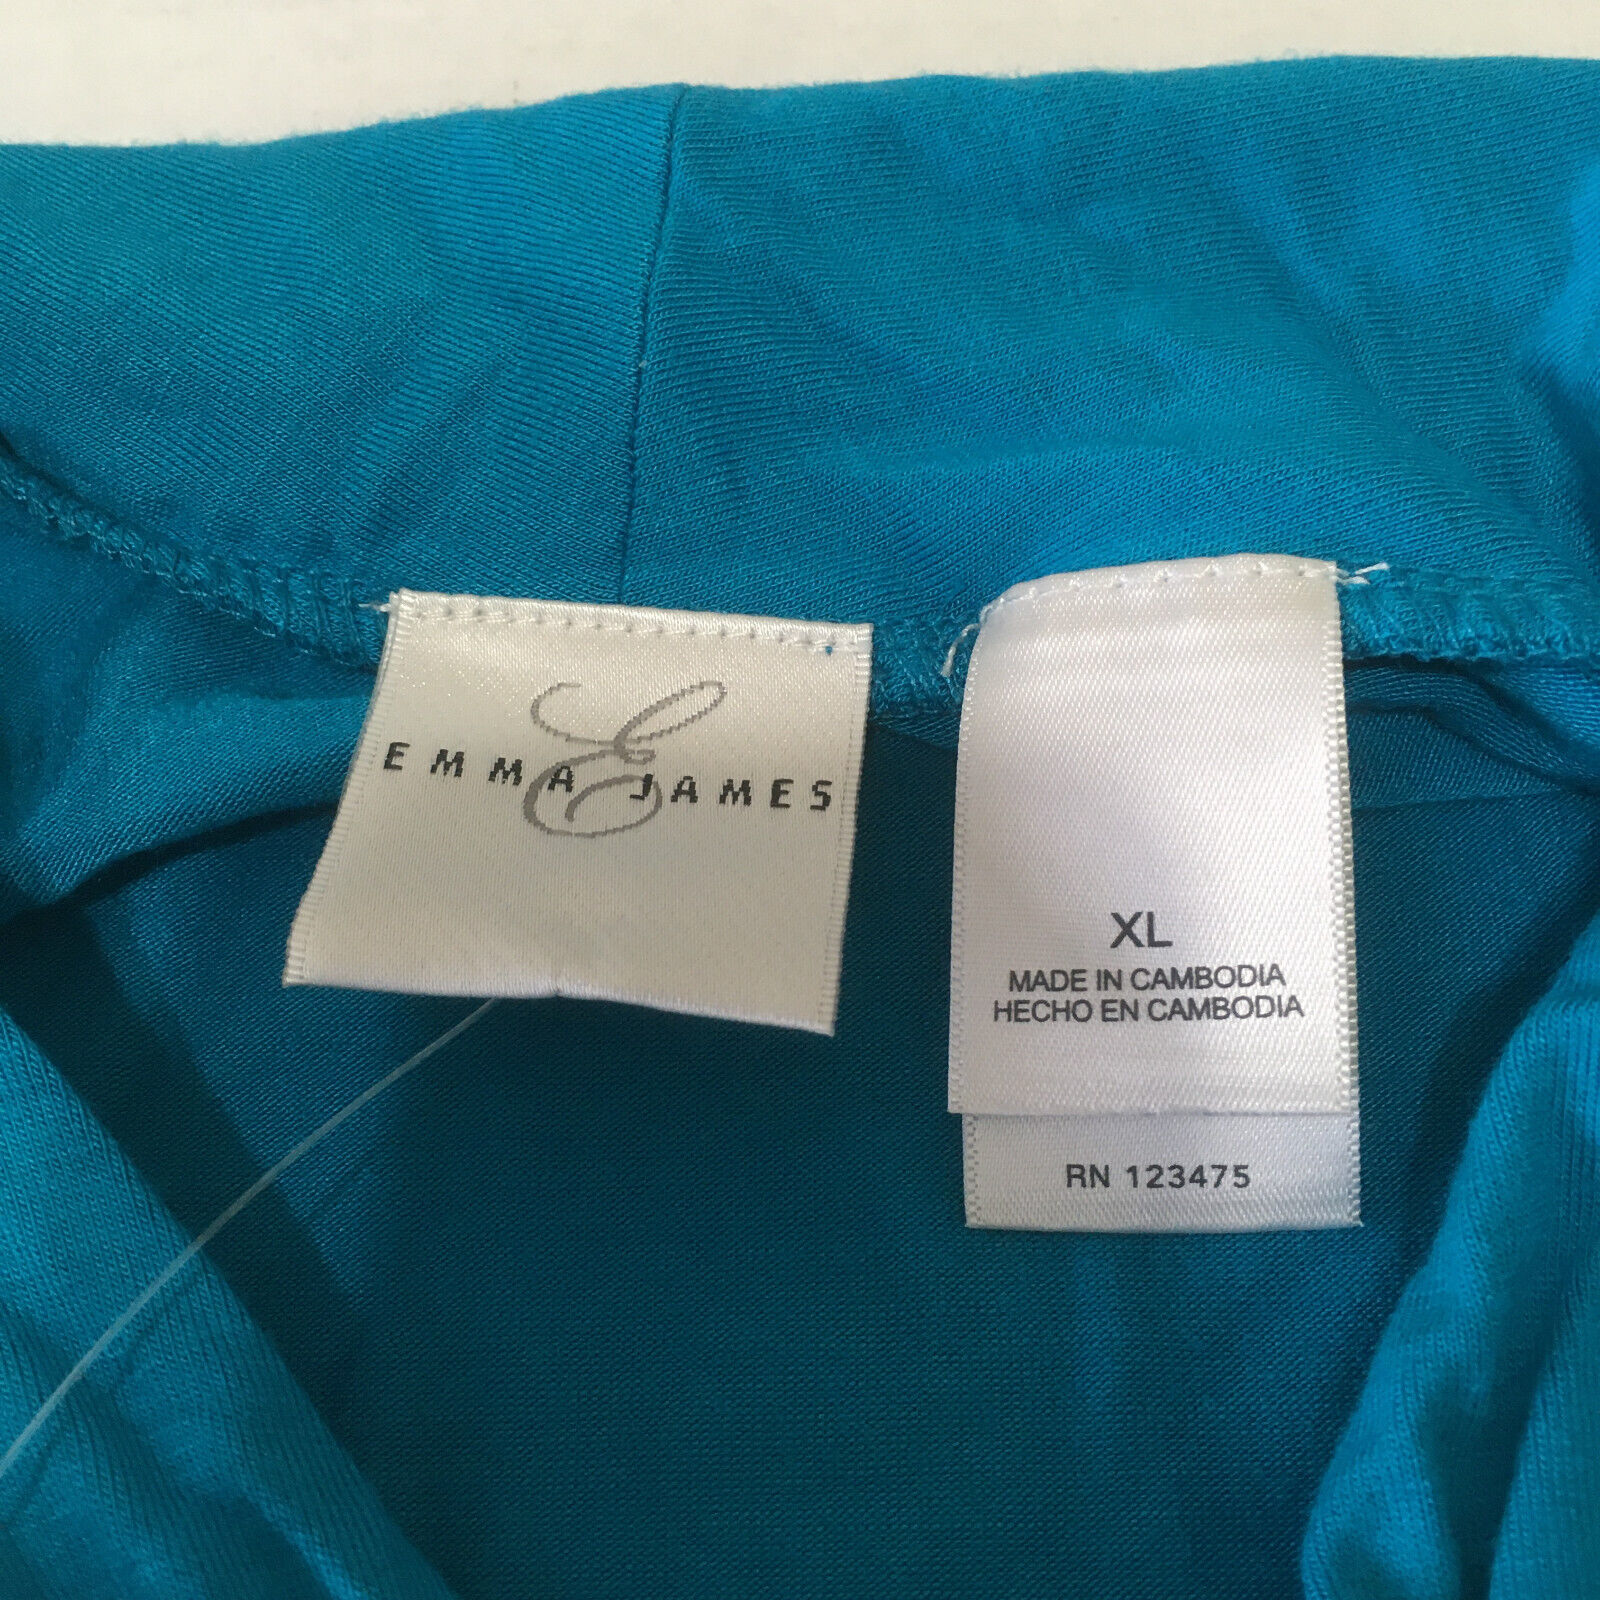 EMMA JAMES
XL
MADE IN CAMBODIA
HECHO EN CAMBODIA
RN 123475